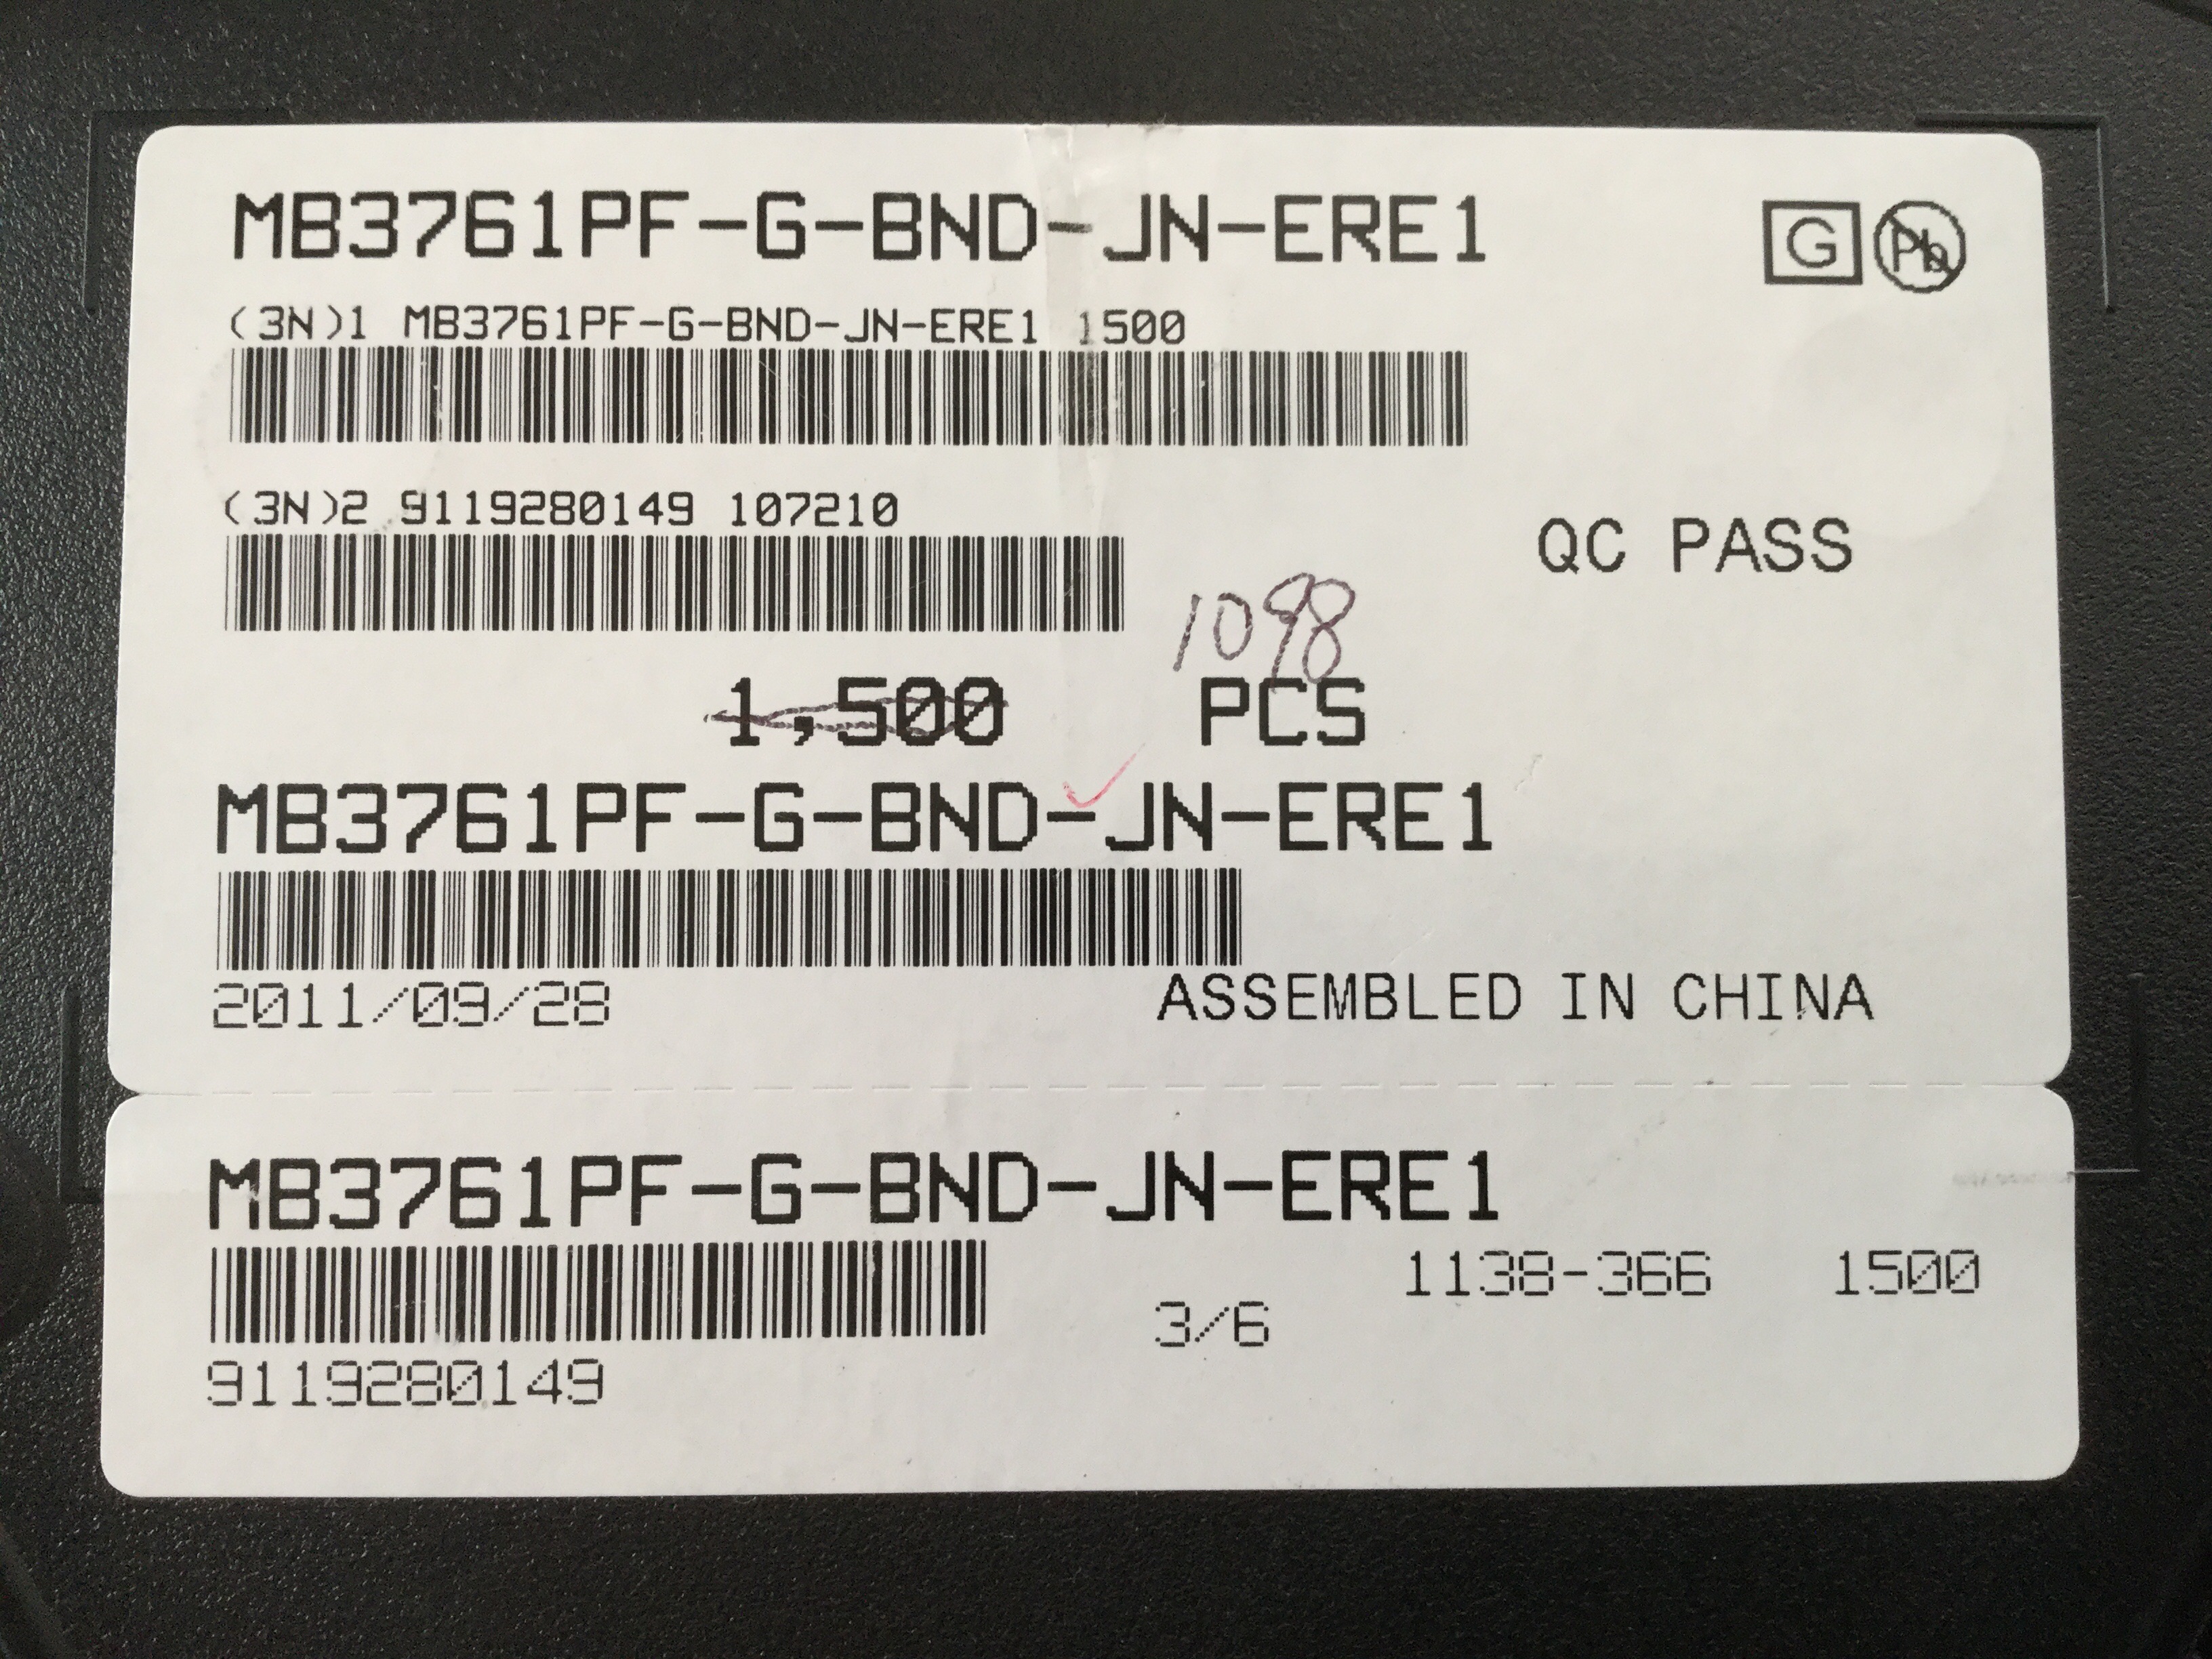 MB3761PF-G-BND-JN-ERE1
G Pb
(3N)1 MB3761PF-G-BND-JN-ERE1 1500
(3N)2 9119280149 107210
QC PASS
1098
1,500 PCS
MB3761PF-G-BND-JN-ERE1
2011/09/28
ASSEMBLED IN CHINA
MB3761PF-G-BND-JN-ERE1
1138-366 1500
3/6
9119280149